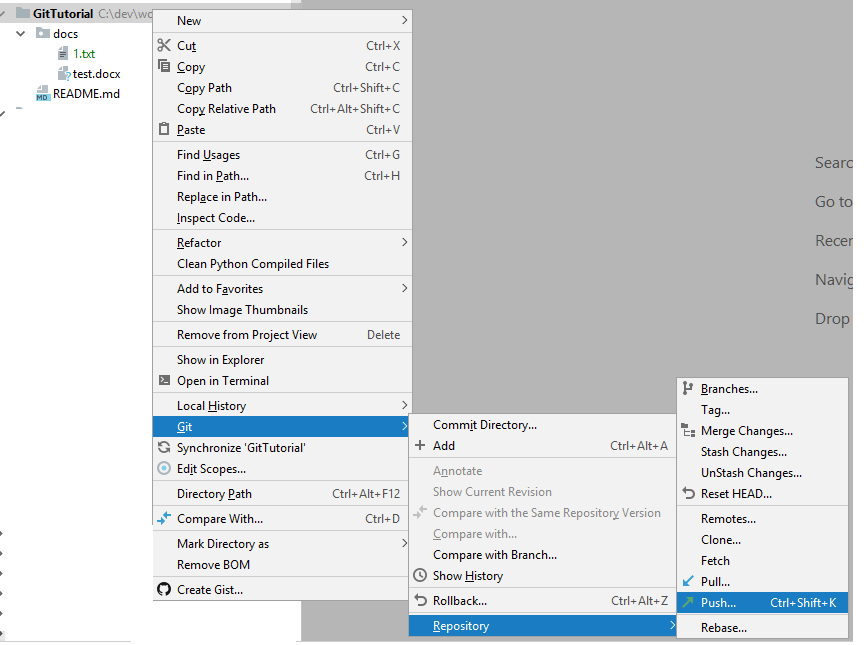 GitTutorial C:\dev\wo
docs
1.txt
test.docx
MD README.md
New
Cut Ctrl+X
Copy Ctrl+C
Copy Path Ctrl+Shift+C
Copy Relative Path Ctrl+Alt+Shift+C
Paste Ctrl+V
Find Usages Ctrl+G
Find in Path... Ctrl+H
Replace in Path...
Inspect Code...
Refactor
Clean Python Compiled Files
Add to Favorites
Show Image Thumbnails
Remove from Project View Delete
Show in Explorer
Open in Terminal
Local History
Git
Synchronize 'GitTutorial'
Edit Scopes...
Directory Path Ctrl+Alt+F12
Compare With... Ctrl+D
Mark Directory as
Remove BOM
Create Gist...
Commit Directory...
Add Ctrl+Alt+A
Annotate
Show Current Revision
Compare with the Same Repository Version
Compare with...
Compare with Branch...
Show History
Rollback... Ctrl+Alt+Z
Repository
Branches...
Tag...
Merge Changes...
Stash Changes...
UnStash Changes...
Reset HEAD...
Remotes...
Clone...
Fetch
Pull...
Push... Ctrl+Shift+K
Rebase...
Searc
Go to
Recer
Navig
Drop